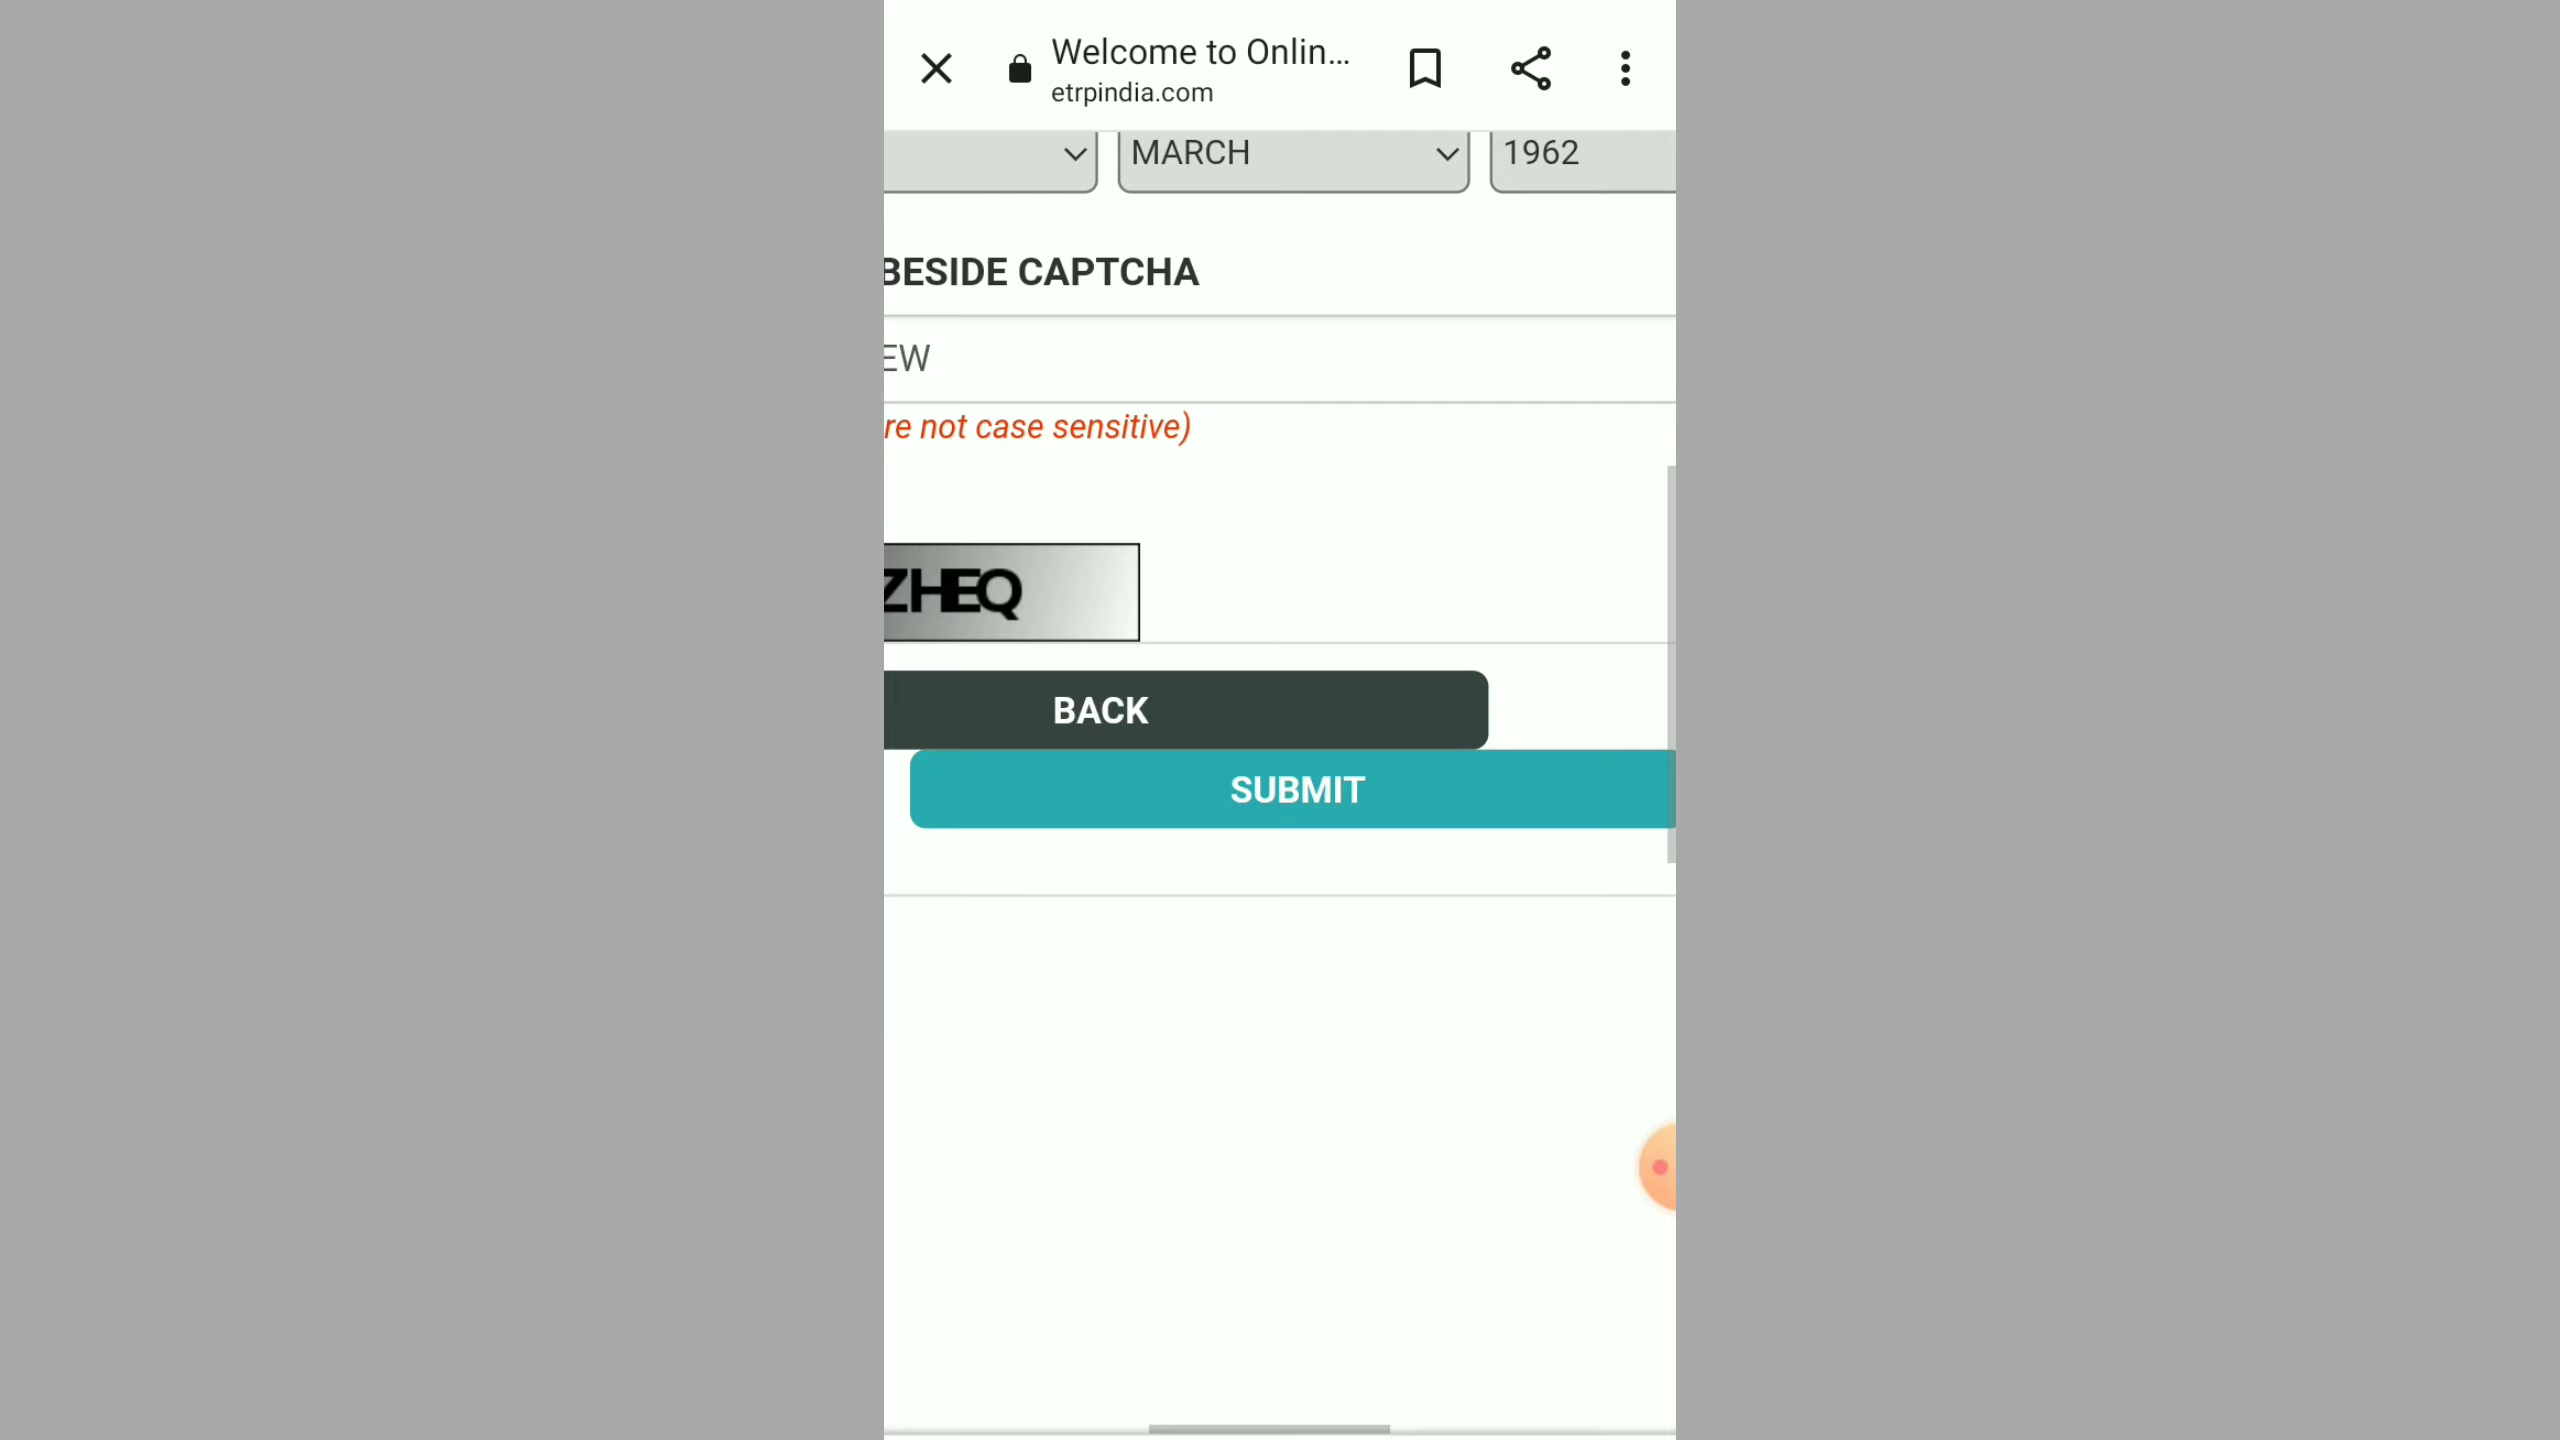 Welcome to Onlin...
etrpindia.com
MARCH
1962
BESIDE CAPTCHA
EW
re not case sensitive)
ZHEQ
BACK
SUBMIT